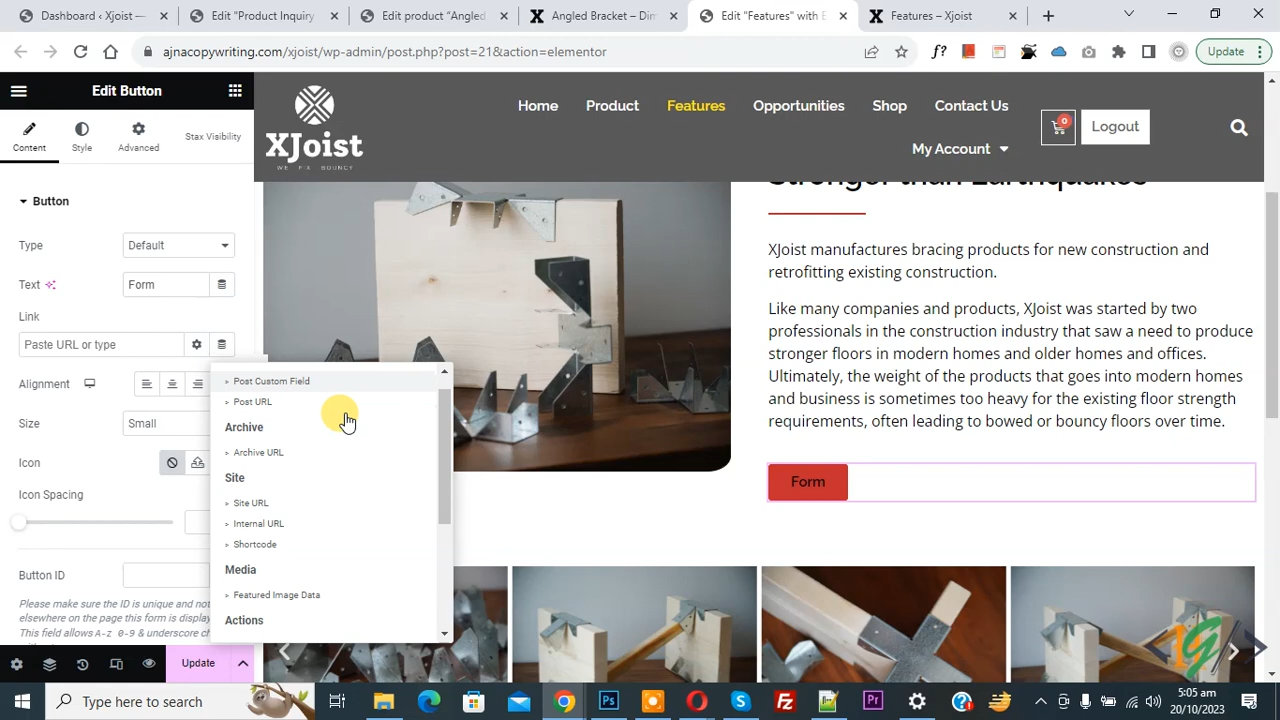 Dashboard ‹ Xjoist —
Edit "Product Inquiry
Edit product "Angled
Angled Bracket – Dim
Edit "Features" with E
Features – Xjoist
ajnacopywriting.com/xjoist/wp-admin/post.php?post=21&action=elementor
Update
Edit Button
Content
Style
Advanced
Stax Visibility
Button
Type
Default
Text
Form
Link
Paste URL or type
Alignment
Size
Small
Icon
Icon Spacing
Button ID
Please make sure the ID is unique and not
elsewhere on the page this form is display
This field allows A-z 0-9 & underscore ch
Update
Post Custom Field
Post URL
Archive
Archive URL
Site
Site URL
Internal URL
Shortcode
Media
Featured Image Data
Actions
XJoist
WE FIX BOUNCY
Home
Product
Features
Opportunities
Shop
Contact Us
My Account
0
Logout
Stronger than Earthquakes
XJoist manufactures bracing products for new construction and
retrofitting existing construction.
Like many companies and products, XJoist was started by two
professionals in the construction industry that saw a need to produce
stronger floors in modern homes and older homes and offices.
Ultimately, the weight of the products that goes into modern homes
and business is sometimes too heavy for the existing floor strength
requirements, often leading to bowed or bouncy floors over time.
Form
Type here to search
5:05 am
20/10/2023